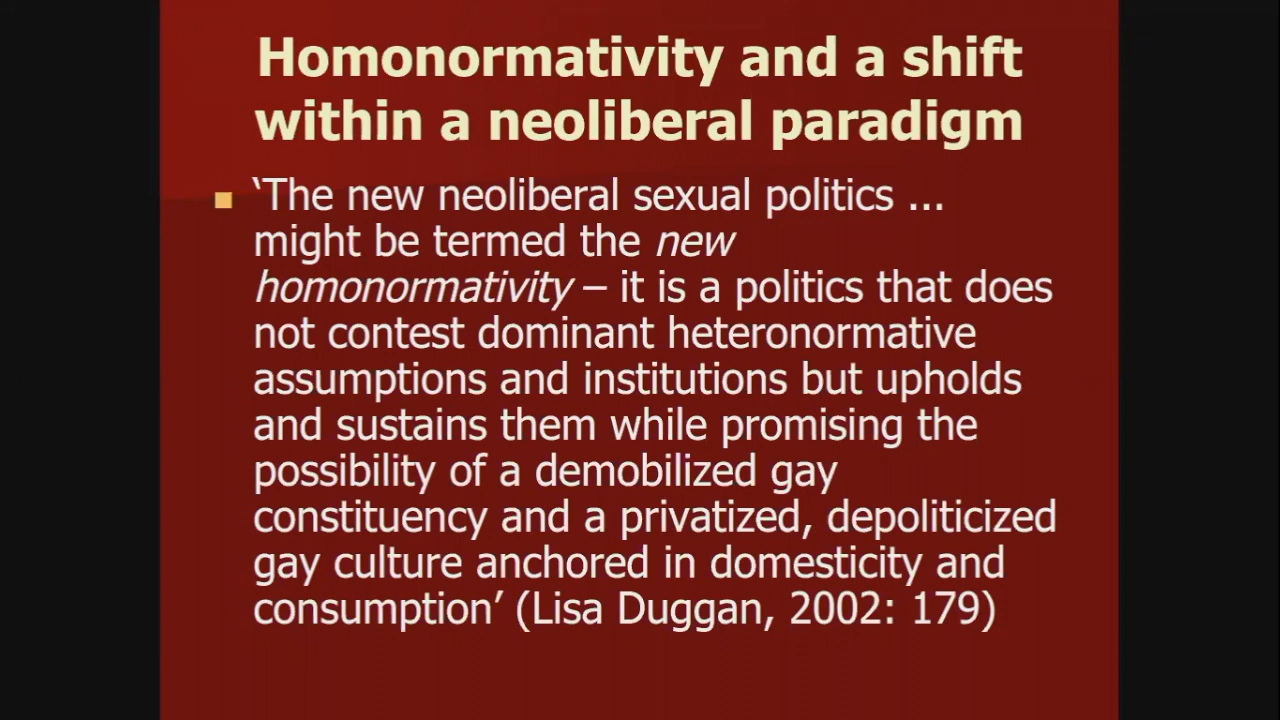 Homonormativity and a shift
within a neoliberal paradigm
‘The new neoliberal sexual politics ...
might be termed the new
homonormativity – it is a politics that does
not contest dominant heteronormative
assumptions and institutions but upholds
and sustains them while promising the
possibility of a demobilized gay
constituency and a privatized, depoliticized
gay culture anchored in domesticity and
consumption’ (Lisa Duggan, 2002: 179)